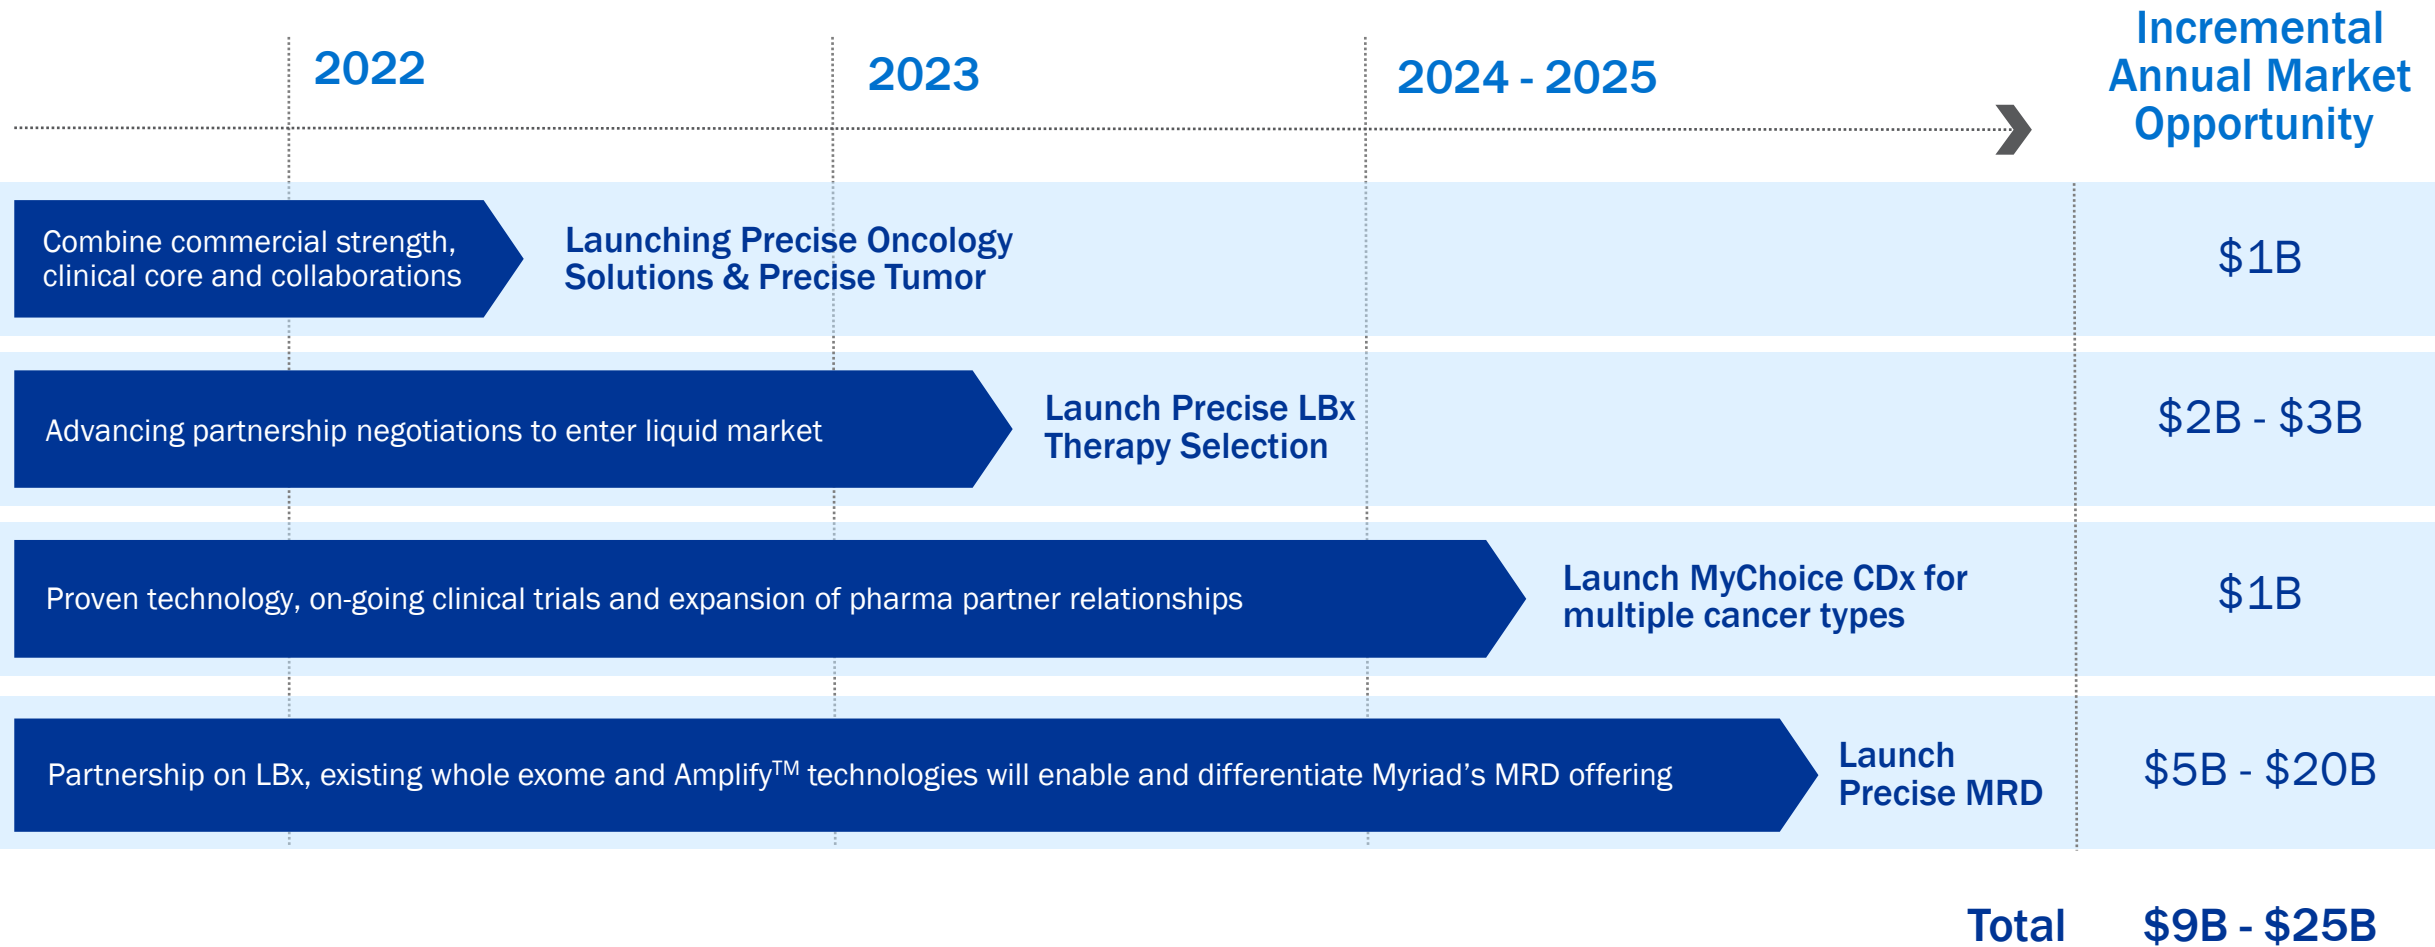 2022
2023
2024 - 2025
Incremental
Annual Market
Opportunity
Combine commercial strength,
clinical core and collaborations
Launching Precise Oncology
Solutions & Precise Tumor
$1B
Advancing partnership negotiations to enter liquid market
Launch Precise LBx
Therapy Selection
$2B - $3B
Proven technology, on-going clinical trials and expansion of pharma partner relationships
Launch MyChoice CDx for
multiple cancer types
$1B
Partnership on LBx, existing whole exome and Amplify™ technologies will enable and differentiate Myriad’s MRD offering
Launch
Precise MRD
$5B - $20B
Total $9B - $25B